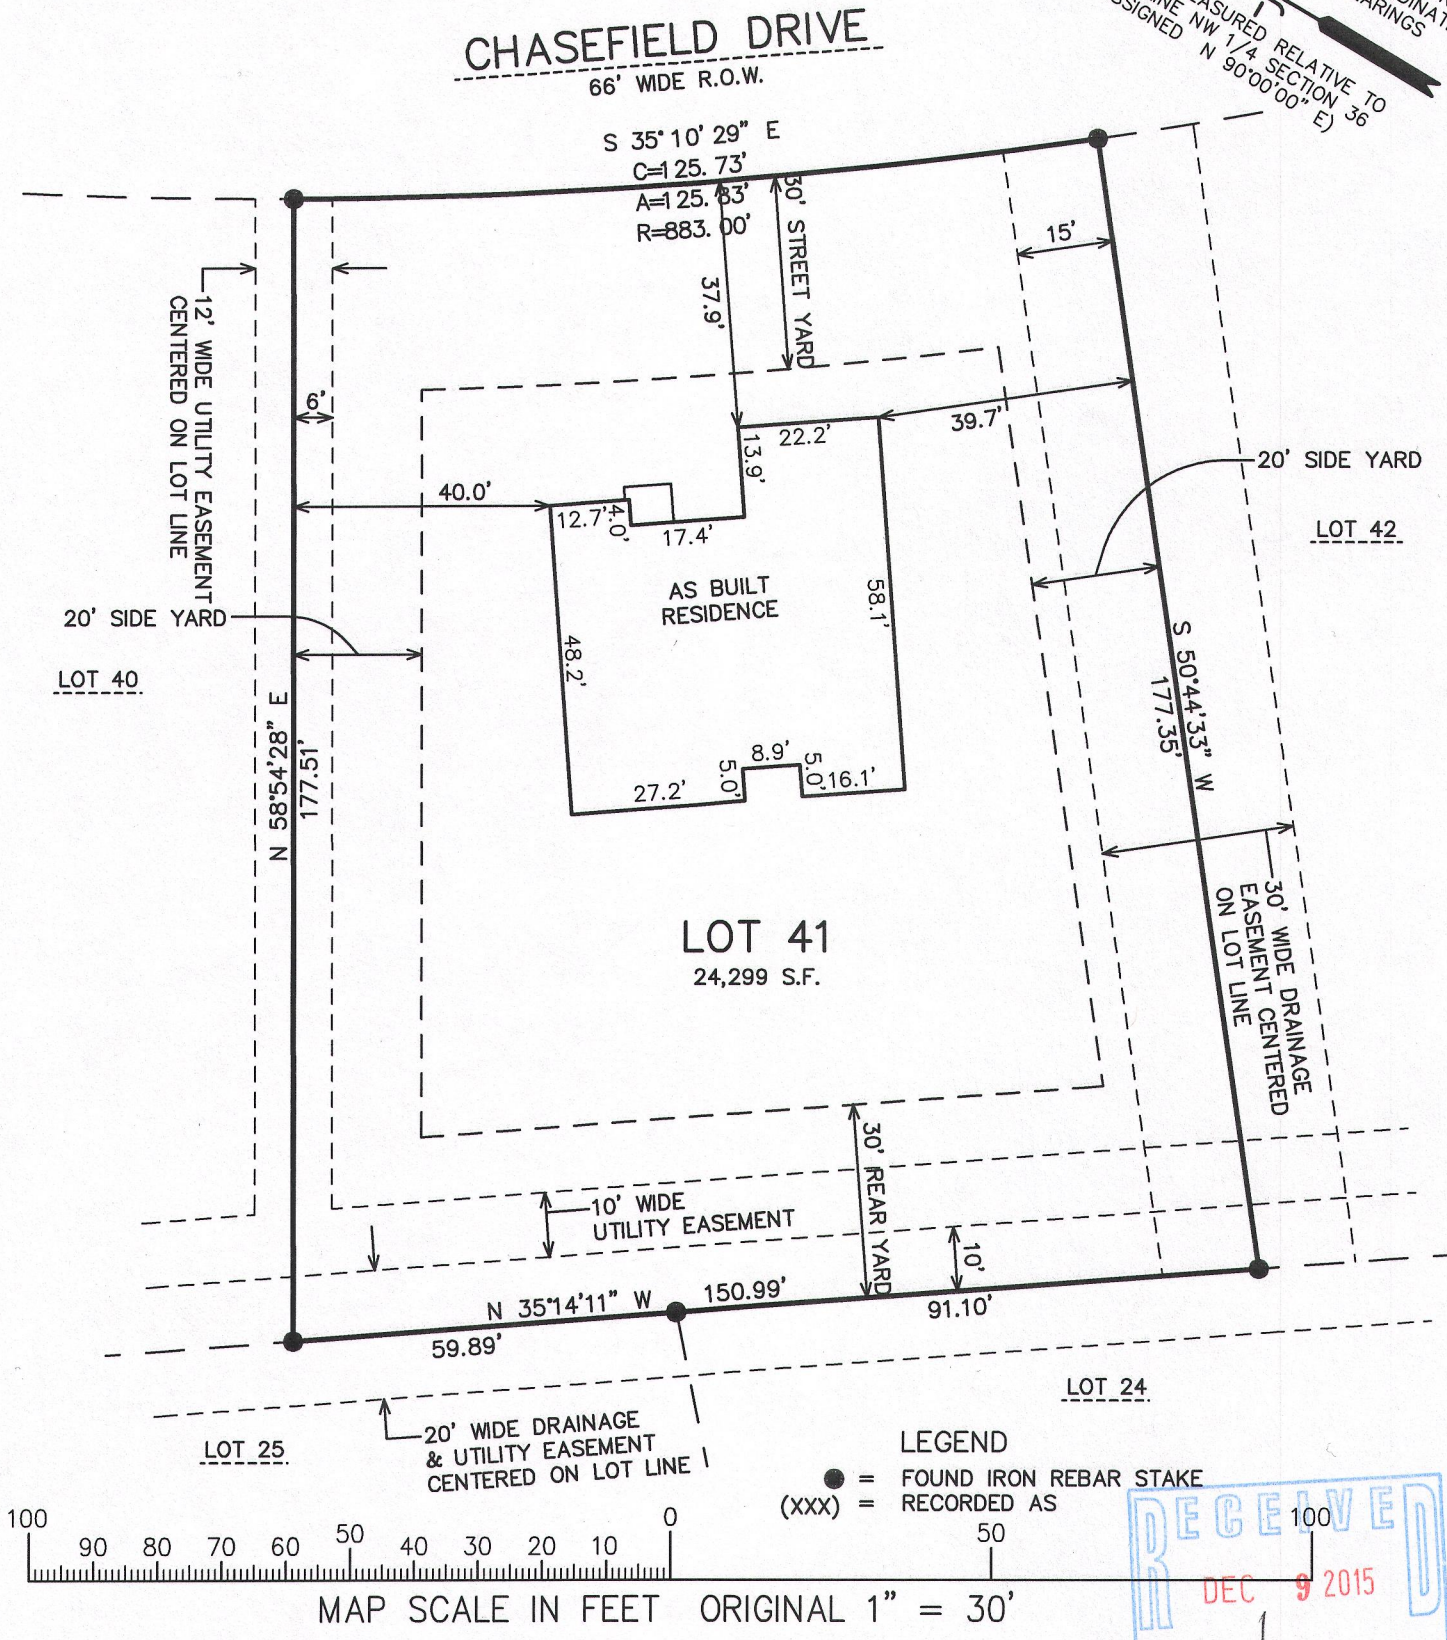 CHASEFIELD DRIVE
66' WIDE R.O.W.
ASURED RELATIVE TO
INE NW 1/4 SECTION 36
SSIGNED N 90°00'00" E)
DINAT
ARINGS
S 35°10'29" E
C=125.73'
A=125.83'
R=883.00'
30' STREET YARD
37.9'
15'
12' WIDE UTILITY EASEMENT
CENTERED ON LOT LINE
6'
40.0'
22.2'
13.9'
39.7'
20' SIDE YARD
LOT 42
12.7'
4.0'
17.4'
AS BUILT
RESIDENCE
58.1'
48.2'
20' SIDE YARD
LOT 40
N 58°54'28" E
177.51'
S 50°44'33" W
177.35'
27.2'
5.0'
8.9'
5.0'
16.1'
LOT 41
24,299 S.F.
30' WIDE DRAINAGE
EASEMENT CENTERED
ON LOT LINE
30' REAR YARD
10' WIDE
UTILITY EASEMENT
10'
N 35°14'11" W
150.99'
59.89'
91.10'
LOT 24
LOT 25
20' WIDE DRAINAGE
& UTILITY EASEMENT
CENTERED ON LOT LINE
LEGEND
= FOUND IRON REBAR STAKE
(XXX) = RECORDED AS
100 90 80 70 60 50 40 30 20 10 0 50 100
MAP SCALE IN FEET ORIGINAL 1" = 30'
RECEIVED
DEC 9 2015